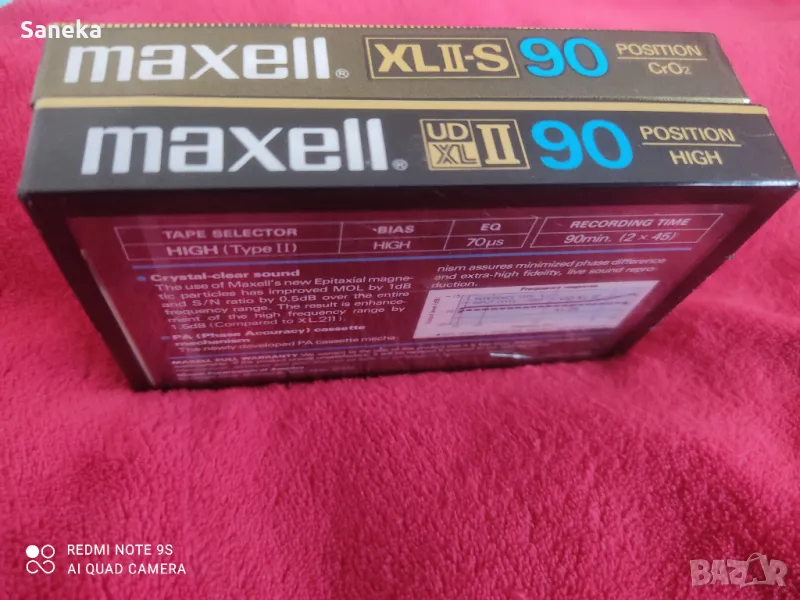 Saneka
maxell® XLII-S 90 POSITION CrO2
maxell® UD XL II 90 POSITION HIGH
TAPE SELECTOR BIAS EQ RECORDING TIME
HIGH (Type II) HIGH 70μs 90min. (2 × 45)
• Crystal-clear sound
The use of Maxell's new Epitaxial magne-
tic particles has improved MOL by 1dB
and S/N ratio by 0.5dB over the entire
frequency range. The result is enhance-
ment of the high frequency range by
1.5dB (Compared to XL2II).
• PA (Phase Accuracy) cassette
mechanism
The newly developed PA cassette mecha-
nism assures minimized phase difference
and extra-high fidelity, live sound repro-
duction.
MAXELL FULL WARRANTY
REDMI NOTE 9S
AI QUAD CAMERA
BAZAR